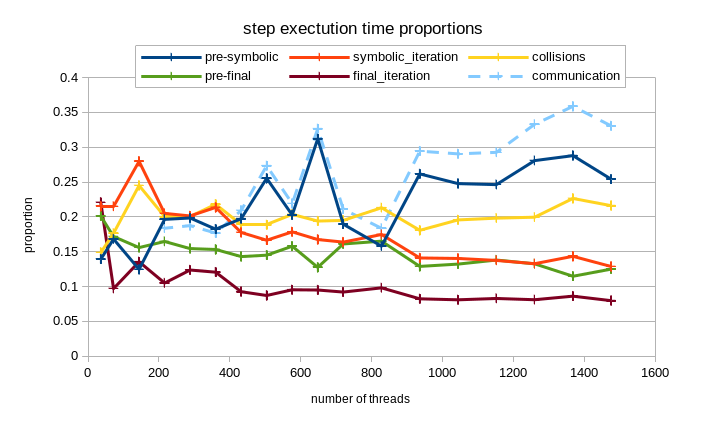 step exectution time proportions
pre-symbolic symbolic_iteration collisions
pre-final final_iteration communication
0.4
0.35
0.3
0.25
0.2
0.15
0.1
0.05
0
proportion
0 200 400 600 800 1000 1200 1400 1600
number of threads